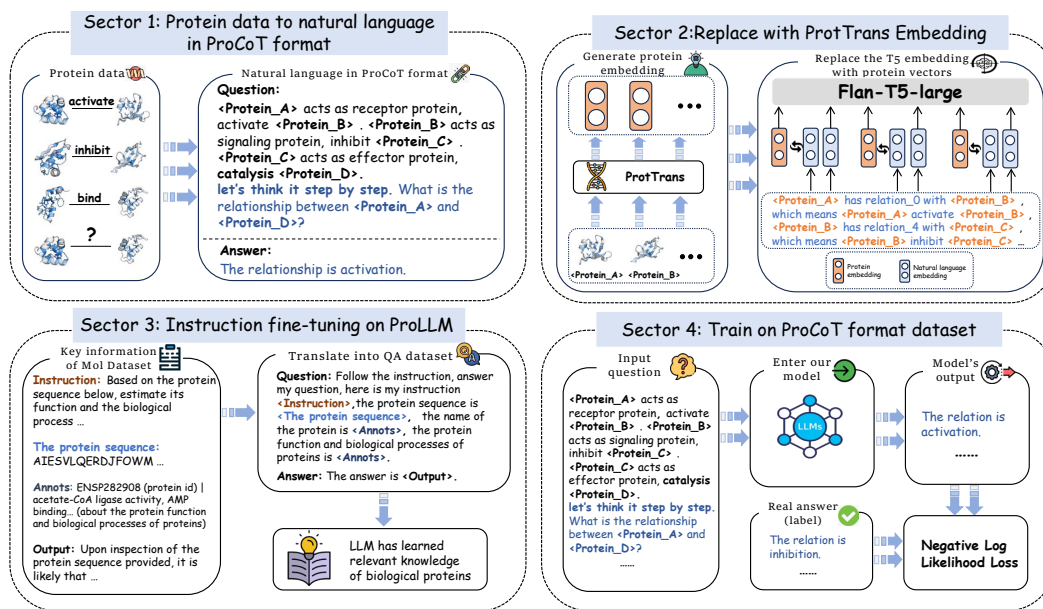 Sector 1: Protein data to natural language
in ProCoT format
Protein data
activate
inhibit
bind
?
Natural language in ProCoT format
Question:
<Protein_A> acts as receptor protein,
activate <Protein_B> . <Protein_B> acts as
signaling protein, inhibit <Protein_C> .
<Protein_C> acts as effector protein,
catalysis <Protein_D>.
let's think it step by step. What is the
relationship between <Protein_A> and
<Protein_D>?
Answer:
The relationship is activation.
Sector 2:Replace with ProtTrans Embedding
Generate protein
embedding
ProtTrans
<Protein_A> <Protein_B>
Replace the T5 embedding
with protein vectors
Flan-T5-large
<Protein_A> has relation_0 with <Protein_B> ,
which means <Protein_A> activate <Protein_B> ,
<Protein_B> has relation_4 with <Protein_C> ,
which means <Protein_B> inhibit <Protein_C> ...
Protein
embedding
Natural language
embedding
Sector 3: Instruction fine-tuning on ProLLM
Key information
of Mol Dataset
Instruction: Based on the protein
sequence below, estimate its
function and the biological
process ...
The protein sequence:
AIESVLQERDJFOWM ...
Annots: ENSP282908 (protein id) |
acetate-CoA ligase activity, AMP
binding... (about the protein function
and biological processes of proteins)
Output: Upon inspection of the
protein sequence provided, it is
likely that ...
Translate into QA dataset
Question: Follow the instruction, answer
my question, here is my instruction
<Instruction>,the protein sequence is
<The protein sequence>, the name of
the protein is <Annots>, the protein
function and biological processes of
proteins is <Annots>.
Answer: The answer is <Output>.
LLM has learned
relevant knowledge
of biological proteins
Sector 4: Train on ProCoT format dataset
Input
question
<Protein_A> acts as
receptor protein, activate
<Protein_B> . <Protein_B>
acts as signaling protein,
inhibit <Protein_C> .
<Protein_C> acts as
effector protein, catalysis
<Protein_D>.
let's think it step by step.
What is the relationship
between <Protein_A> and
<Protein_D>?
......
Enter our
model
LLMs
Model's
output
The relation is
activation.
......
Real answer
(label)
The relation is
inhibition.
......
Negative Log
Likelihood Loss